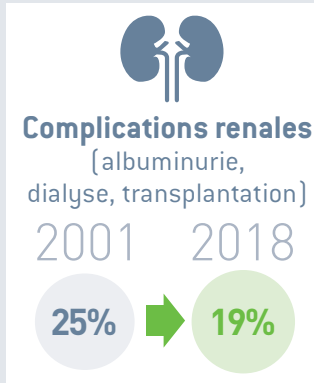 Complications renales
(albuminurie,
dialyse, transplantation)
2001 2018
25% 19%